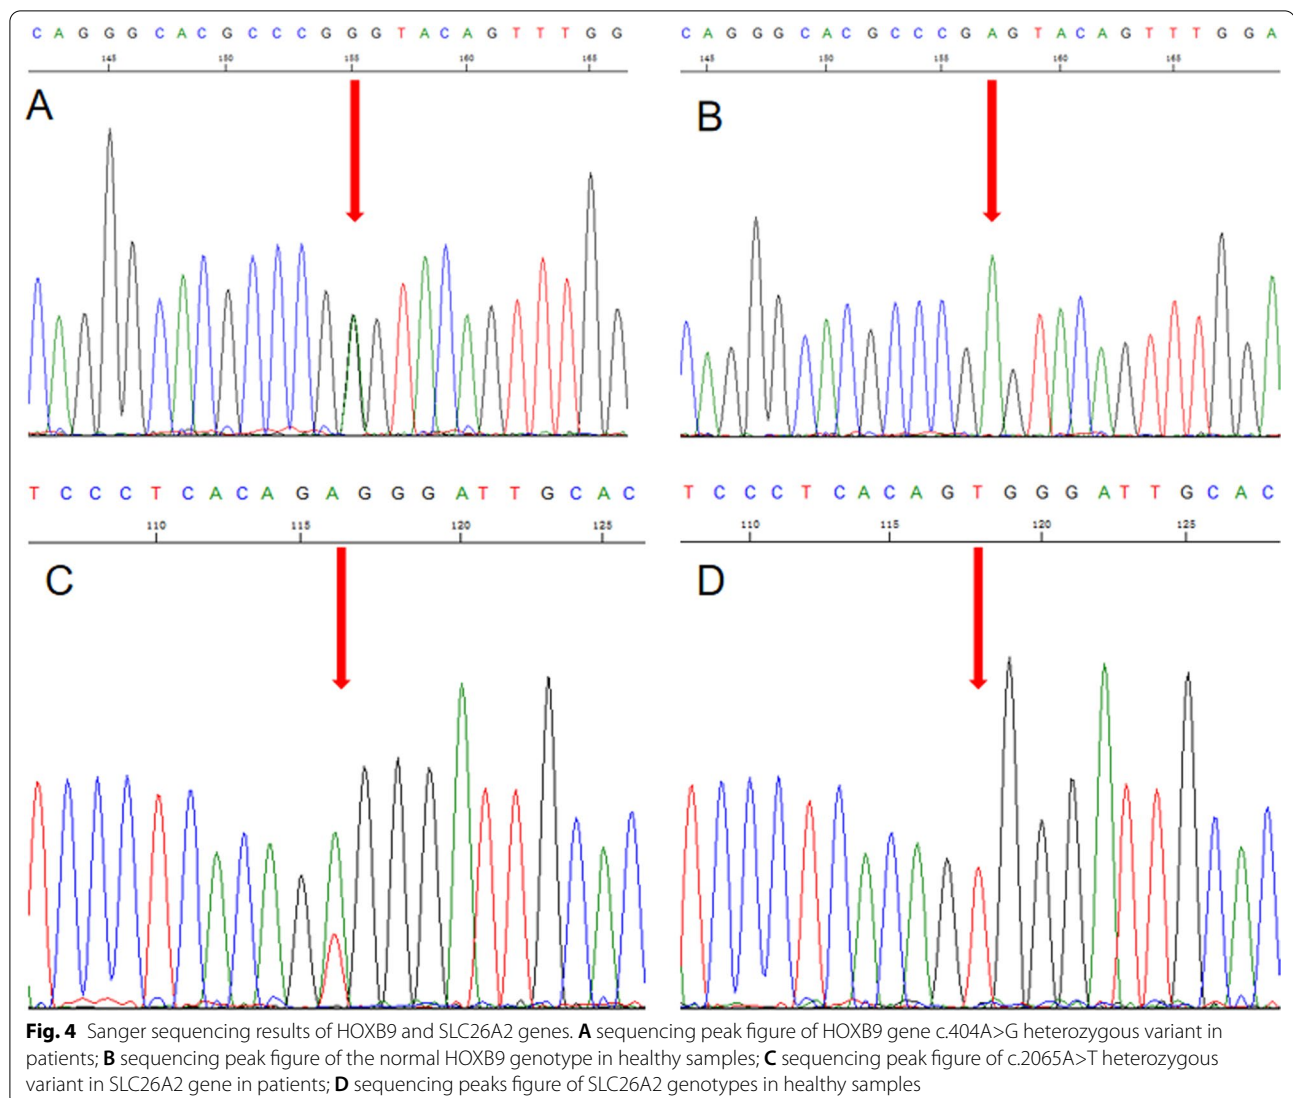 C A G G G C A C G C C C G G G T A C A G T T T G G
145 150 155 160 165
A
C A G G G C A C G C C C G A G T A C A G T T T G G A
145 150 155 160 165
B
T C C C T C A C A G A G G G A T T G C A C
110 115 120 125
C
T C C C T C A C A G T G G G A T T G C A C
110 115 120 125
D
Fig. 4 Sanger sequencing results of HOXB9 and SLC26A2 genes. A sequencing peak figure of HOXB9 gene c.404A>G heterozygous variant in
patients; B sequencing peak figure of the normal HOXB9 genotype in healthy samples; C sequencing peak figure of c.2065A>T heterozygous
variant in SLC26A2 gene in patients; D sequencing peaks figure of SLC26A2 genotypes in healthy samples